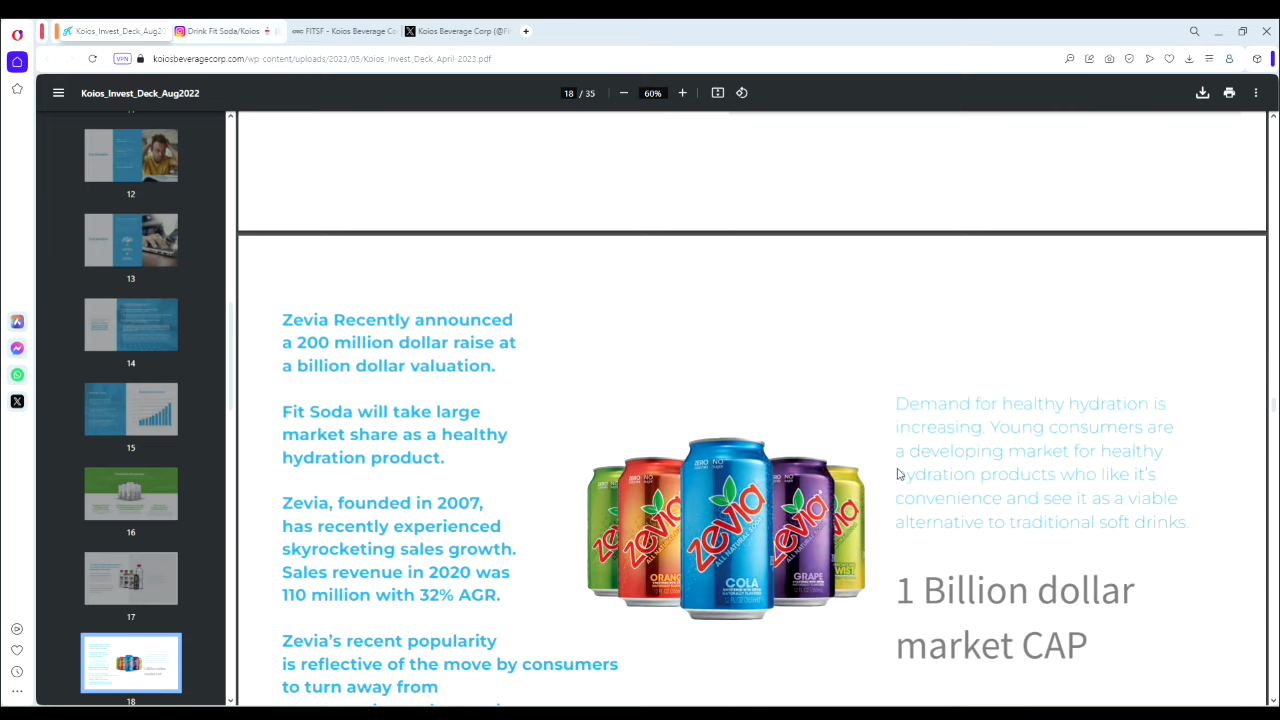 Koios_Invest_Deck_Aug20
Drink Fit Soda/Koios
FITSF - Koios Beverage Co
Koios Beverage Corp (@Fi
VPN
koiosbeveragecorp.com/wp-content/uploads/2023/05/Koios_Invest_Deck_April-2023.pdf
Koios_Invest_Deck_Aug2022
18 / 35
60%
12
13
14
15
16
17
18
Zevia Recently announced
a 200 million dollar raise at
a billion dollar valuation.
Fit Soda will take large
market share as a healthy
hydration product.
Zevia, founded in 2007,
has recently experienced
skyrocketing sales growth.
Sales revenue in 2020 was
110 million with 32% AGR.
Zevia's recent popularity
is reflective of the move by consumers
to turn away from
ZERO CALORIES NO sugar
zevia
zevia
zevia
ORANGE
COLA
GRAPE
TWIST
Demand for healthy hydration is
increasing. Young consumers are
a developing market for healthy
hydration products who like it's
convenience and see it as a viable
alternative to traditional soft drinks.
1 Billion dollar
market CAP